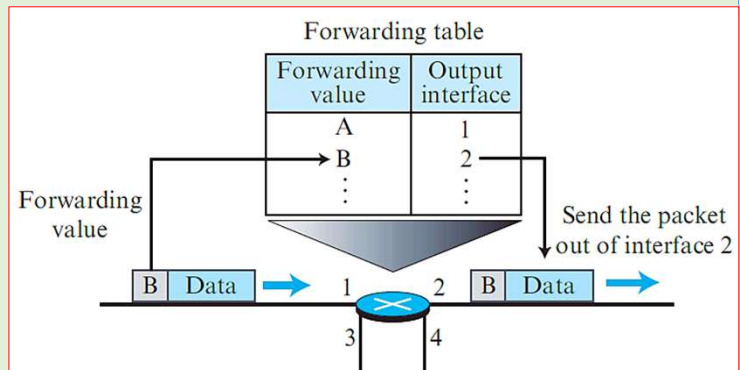 Forwarding table
Forwarding value
Output interface
A 1
B 2
Forwarding
value
Send the packet
out of interface 2
B Data
1
2
B Data
3
4